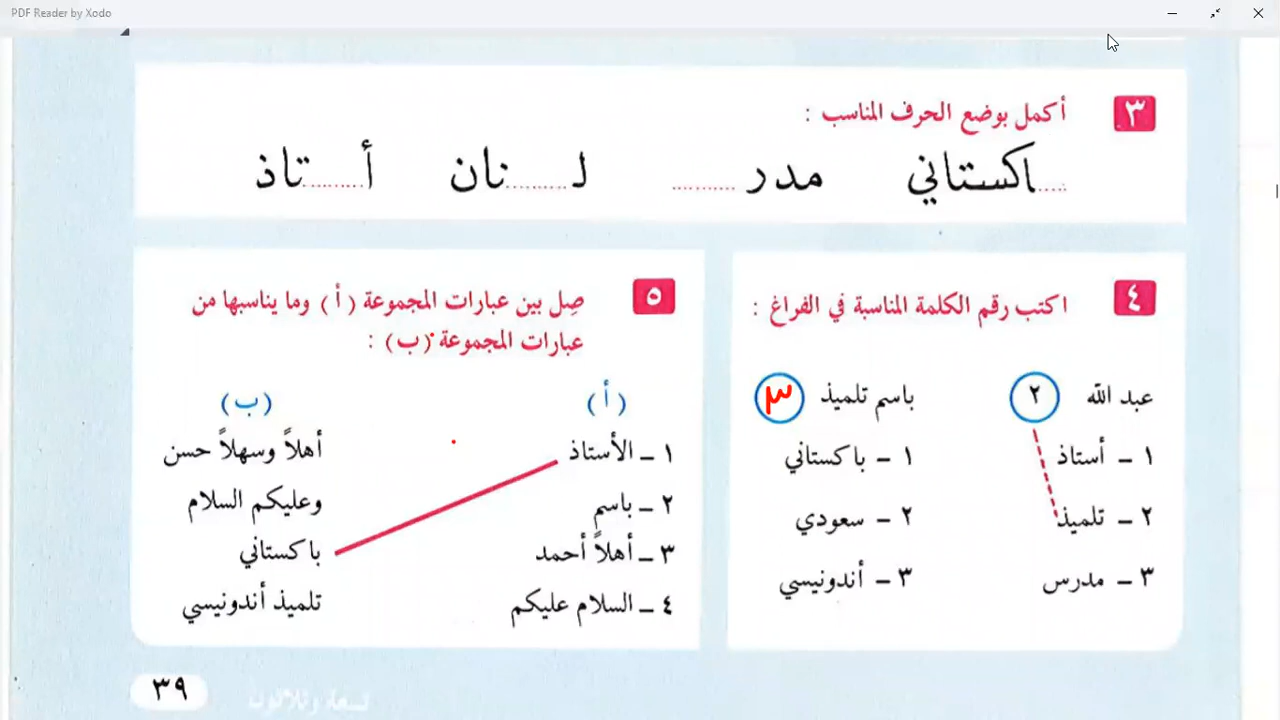 PDF Reader by Xodo
٣ أكمل بوضع الحرف المناسب :
.....اكستاني مدر......... لـ.........نان أ.........تاذ
٤ اكتب رقم الكلمة المناسبة في الفراغ :
عبد الله ٢ باسم تلميذ ٣
١ – أستاذ ١ – باكستاني
٢ – تلميذ ٢ – سعودي
٣ – مدرس ٣ – أندونيسي
٥ صِل بين عبارات المجموعة (أ) وما يناسبها من
عبارات المجموعة (ب) :
(أ) (ب)
١ – الأستاذ أهلاً وسهلاً حسن
٢ – باسم وعليكم السلام
٣ – أهلاً أحمد باكستاني
٤ – السلام عليكم تلميذ أندونيسي
تسعة وثلاثون ٣٩